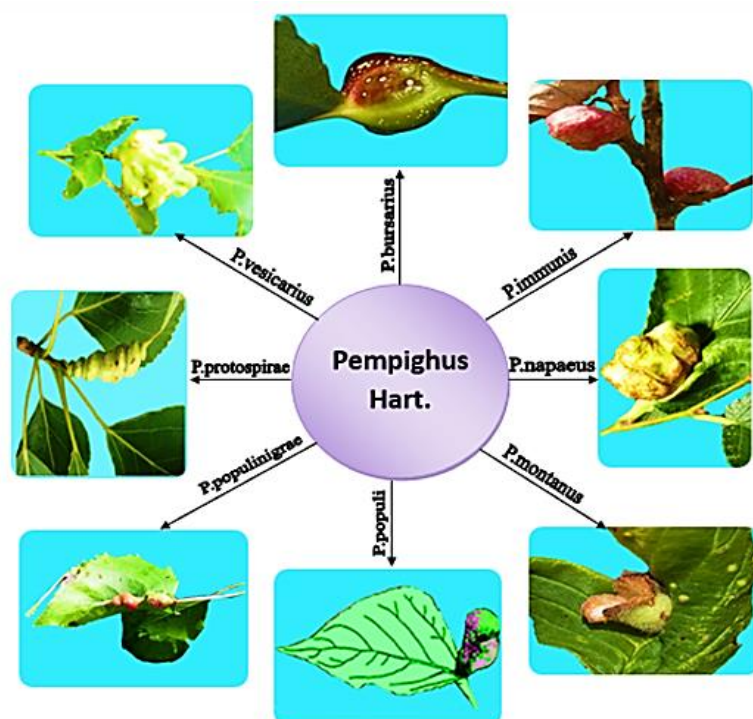 P.bursarius
P.vesicarius
P.immunis
P.protospirae
Pempighus
Hart.
P.napaeus
P.populinigrae
P.populi
P.montanus